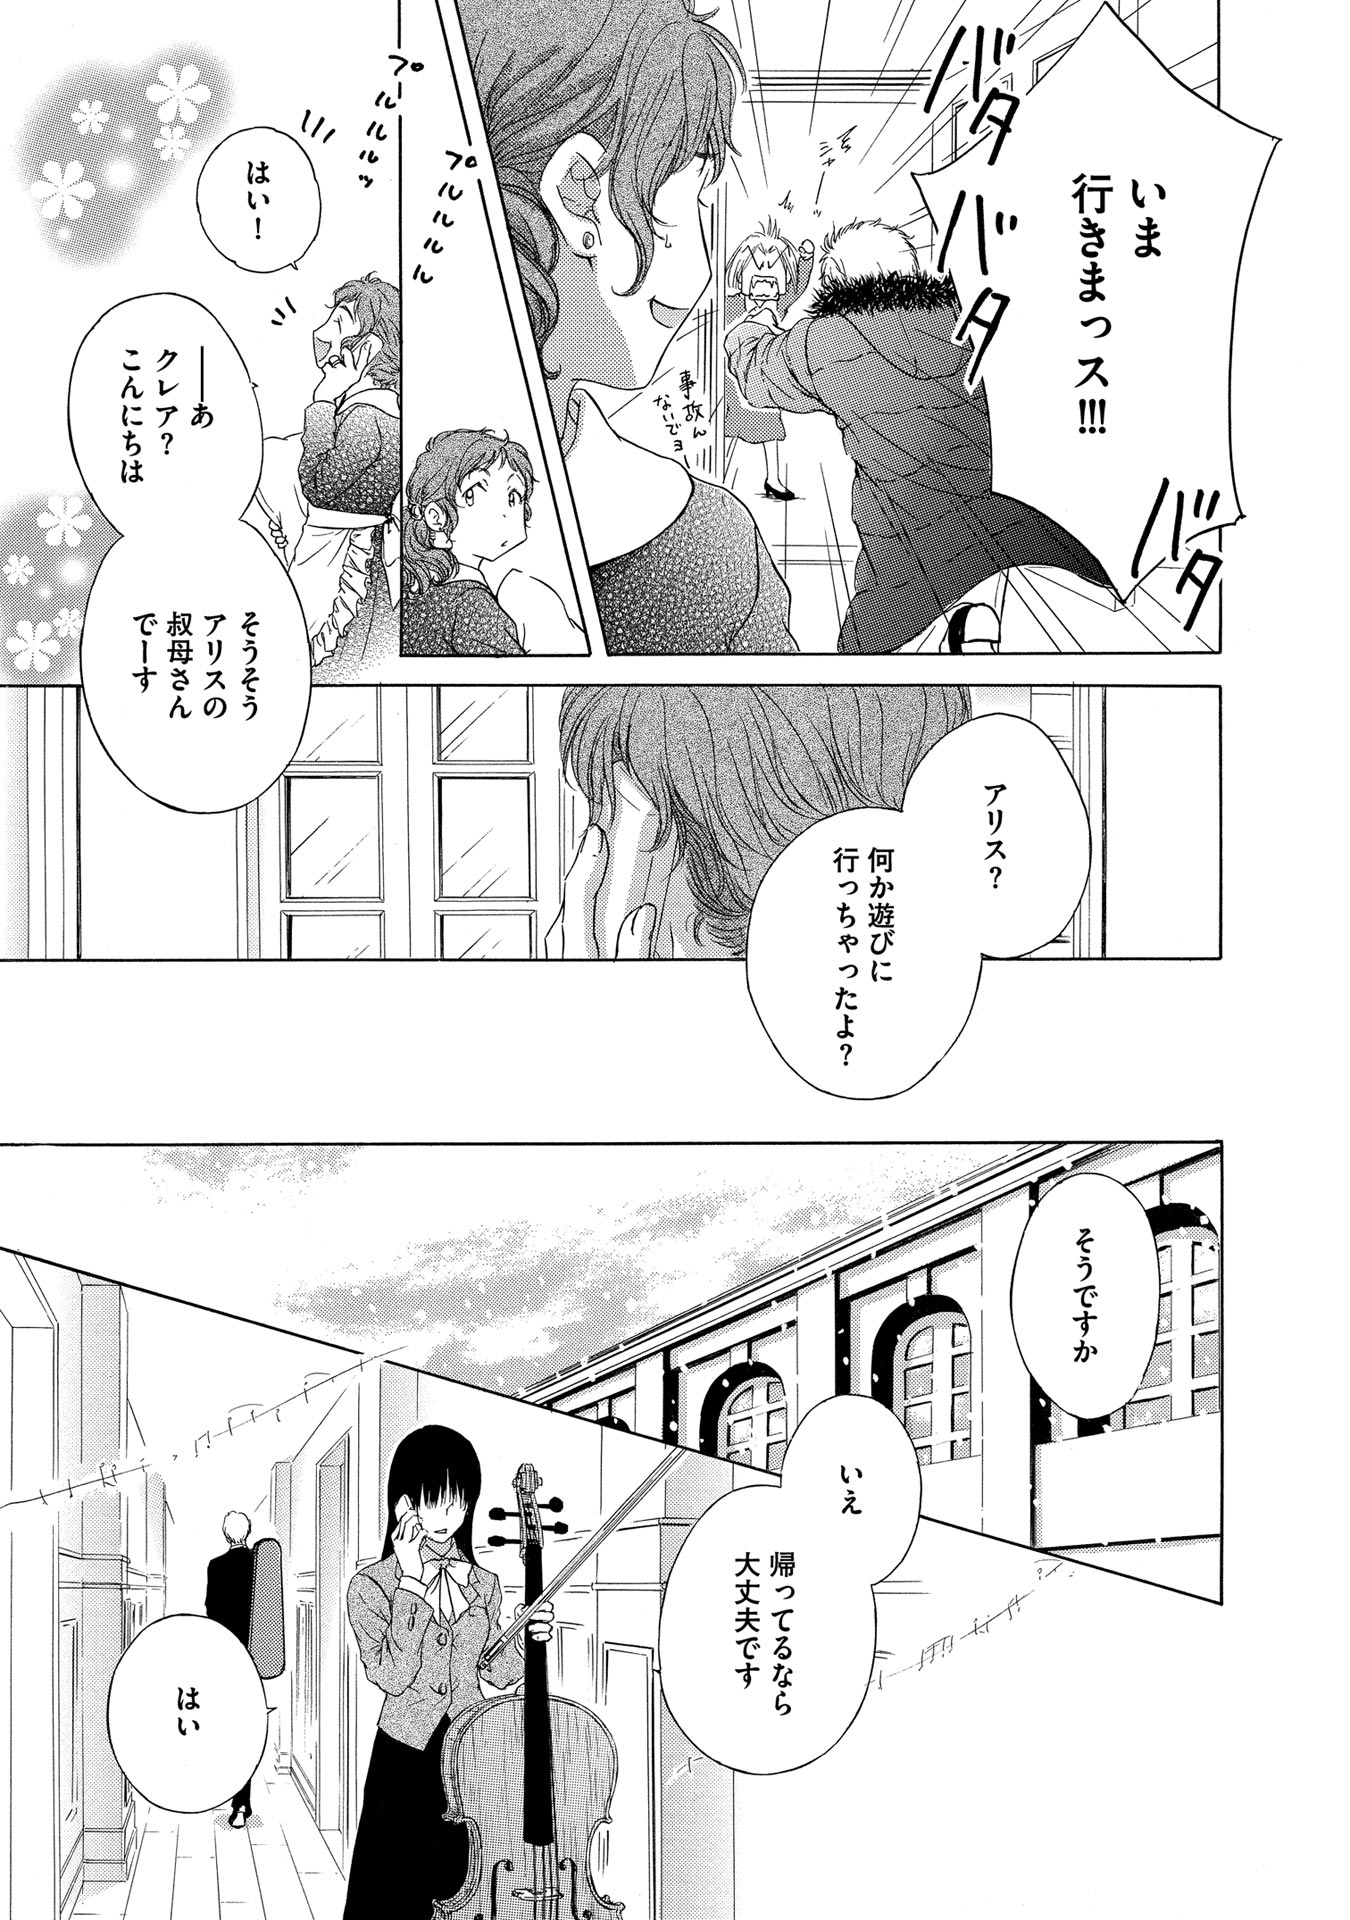 いま
行きまっス!!!
バタ
バタ
バタ
事故んないでヨー
プルルルル
プルルルルッ
はい!
――あ
クレア?
こんにちは
そうそう
アリスの
叔母さん
でーす
アリス?
何か遊びに
行っちゃったよ?
そうですか
いえ
帰ってるなら
大丈夫です
はい